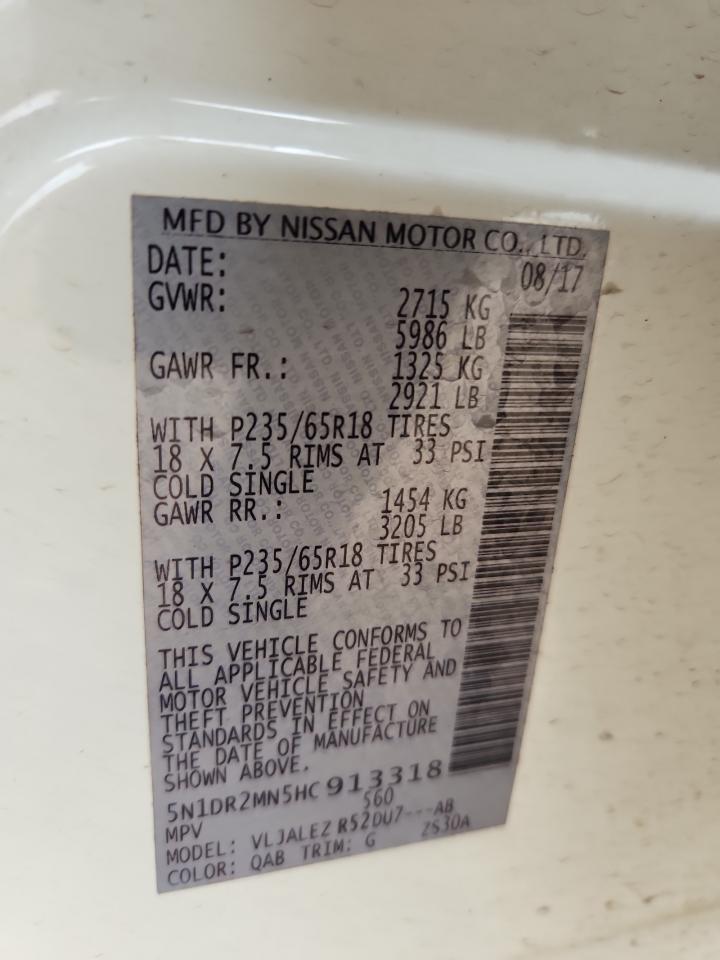 MFD BY NISSAN MOTOR CO., LTD.
DATE: 08/17
GVWR: 2715 KG
5986 LB
GAWR FR.: 1325 KG
2921 LB
WITH P235/65R18 TIRES
18 X 7.5 RIMS AT 33 PSI
COLD SINGLE
GAWR RR.: 1454 KG
3205 LB
WITH P235/65R18 TIRES
18 X 7.5 RIMS AT 33 PSI
COLD SINGLE
THIS VEHICLE CONFORMS TO
ALL APPLICABLE FEDERAL
MOTOR VEHICLE SAFETY AND
THEFT PREVENTION
STANDARDS IN EFFECT ON
THE DATE OF MANUFACTURE
SHOWN ABOVE.
5N1DR2MN5HC 913318
MPV 560
MODEL: VLJALEZ R52DU7---AB
COLOR: QAB TRIM: G ZS30A